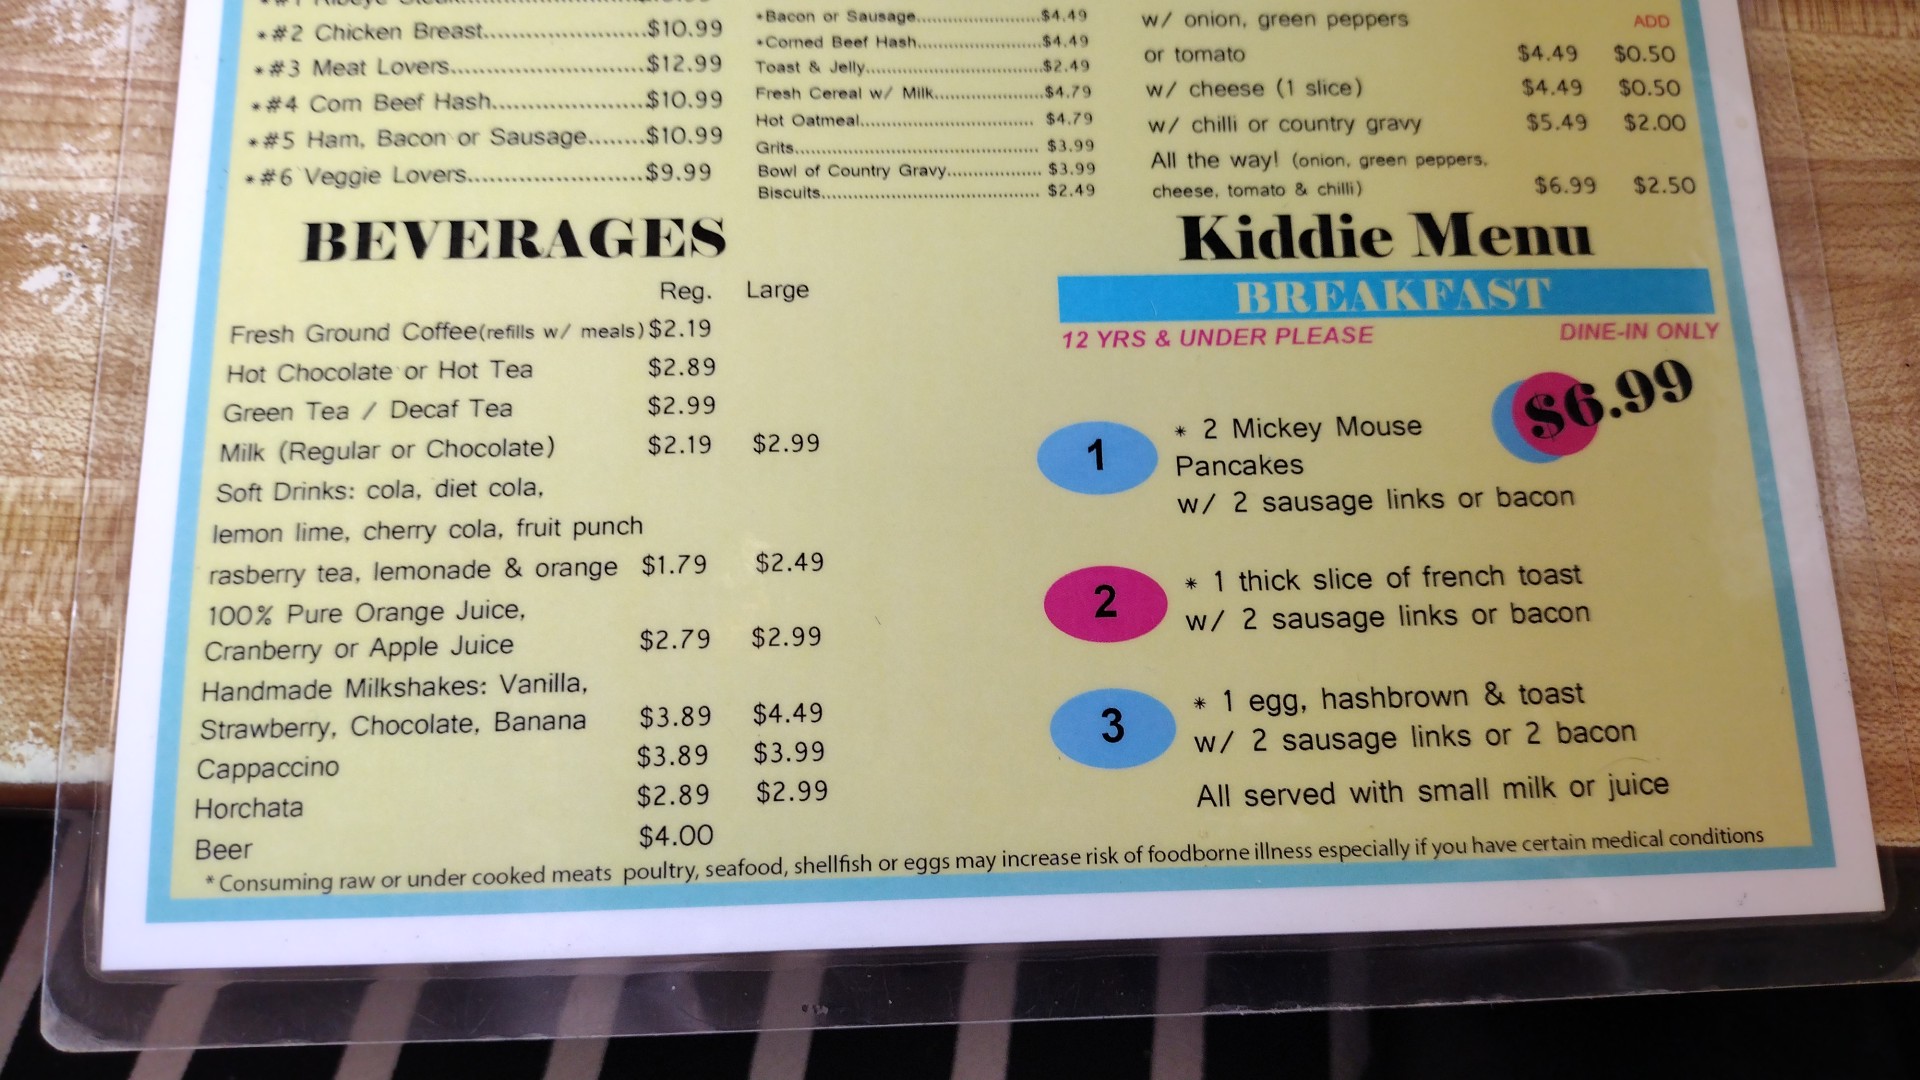 * #2 Chicken Breast........................$10.99
* #3 Meat Lovers............................$12.99
* #4 Corn Beef Hash......................$10.99
* #5 Ham, Bacon or Sausage........$10.99
* #6 Veggie Lovers.........................$9.99
*Bacon or Sausage..........................$4.49
*Corned Beef Hash..........................$4.49
Toast & Jelly.....................................$2.49
Fresh Cereal w/ Milk.......................$4.79
Hot Oatmeal.................................... $4.79
Grits................................................... $3.99
Bowl of Country Gravy.................... $3.99
Biscuits.............................................. $2.49
w/ onion, green peppers ADD
or tomato $4.49 $0.50
w/ cheese (1 slice) $4.49 $0.50
w/ chilli or country gravy $5.49 $2.00
All the way! (onion, green peppers,
cheese, tomato & chilli) $6.99 $2.50
BEVERAGES
Reg. Large
Fresh Ground Coffee(refills w/ meals) $2.19
Hot Chocolate or Hot Tea $2.89
Green Tea / Decaf Tea $2.99
Milk (Regular or Chocolate) $2.19 $2.99
Soft Drinks: cola, diet cola,
lemon lime, cherry cola, fruit punch
rasberry tea, lemonade & orange $1.79 $2.49
100% Pure Orange Juice,
Cranberry or Apple Juice $2.79 $2.99
Handmade Milkshakes: Vanilla,
Strawberry, Chocolate, Banana $3.89 $4.49
Cappaccino $3.89 $3.99
Horchata $2.89 $2.99
Beer $4.00
Kiddie Menu
BREAKFAST
12 YRS & UNDER PLEASE DINE-IN ONLY
$6.99
1 * 2 Mickey Mouse
Pancakes
w/ 2 sausage links or bacon
2 * 1 thick slice of french toast
w/ 2 sausage links or bacon
3 * 1 egg, hashbrown & toast
w/ 2 sausage links or 2 bacon
All served with small milk or juice
* Consuming raw or under cooked meats poultry, seafood, shellfish or eggs may increase risk of foodborne illness especially if you have certain medical conditions